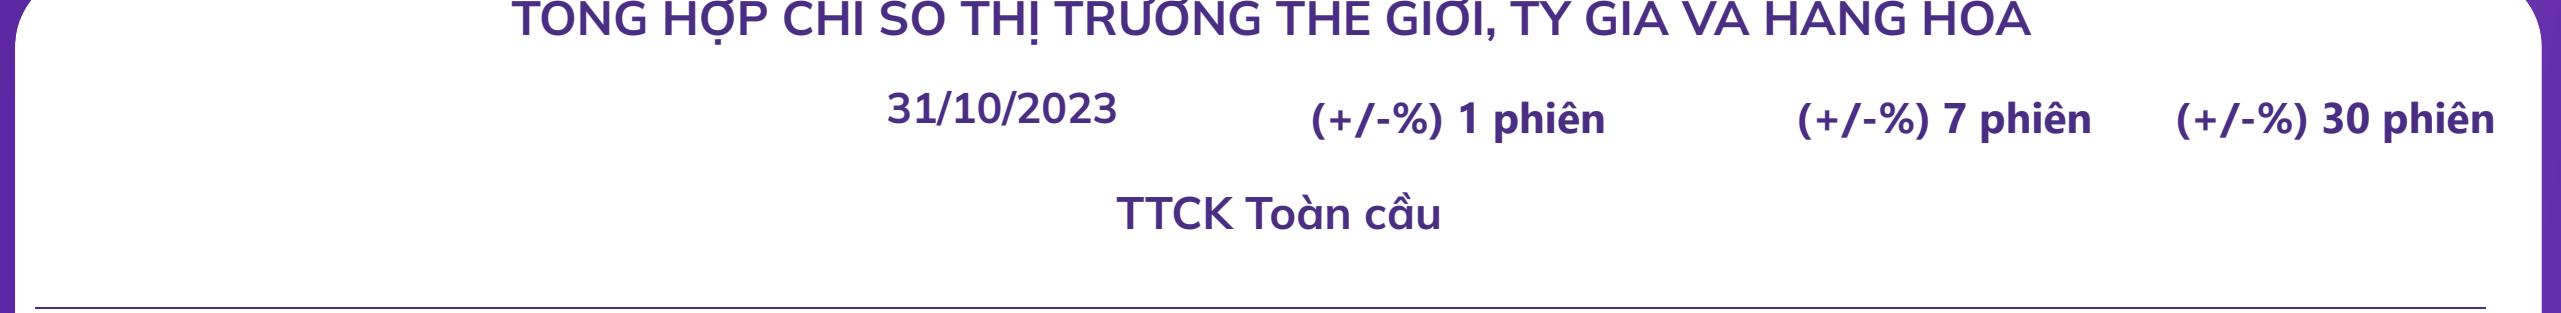 TỔNG HỢP CHỈ SỐ THỊ TRƯỜNG THẾ GIỚI, TỶ GIÁ VÀ HÀNG HÓA
31/10/2023 (+/-%) 1 phiên (+/-%) 7 phiên (+/-%) 30 phiên
TTCK Toàn cầu